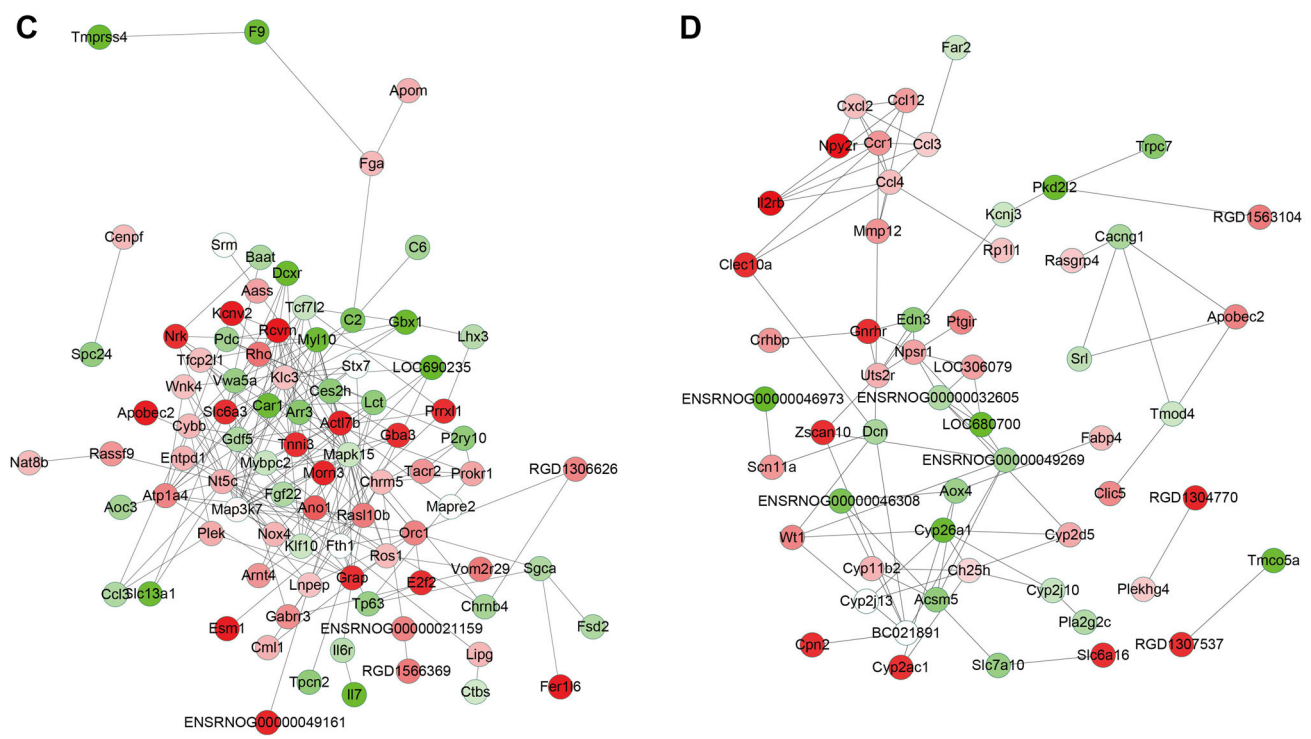 C
D
Tmprss4
F9
Apom
Fga
Cenpf
Srm
Baat
C6
Dcxr
Aass
Kcnv2
Tcf7l2
C2
Gbx1
Nrk
Rcvrn
Pdc
Myl10
Lhx3
Spc24
Tfcp2l1
Rho
Stx7
LOC690235
Wnk4
Vwa5a
Klc3
Ces2h
Lct
Apobec2
Slc6a3
Car1
Arr3
Actl7b
Prrxl1
Cybb
Gdf5
Tnni3
Gba3
P2ry10
Nat8b
Rassf9
Entpd1
Mybpc2
Mapk15
Morn3
Tacr2
Prokr1
RGD1306626
Atp1a4
Nt5c
Chrm5
Aoc3
Fgf22
Map3k7
Ano1
Rasl10b
Mapre2
Plek
Nox4
Klf10
Fth1
Orc1
Ros1
Arnt4
Lnpep
Grap
E2f2
Vom2r29
Sgca
Ccl3
Slc13a1
Tp63
Chrnb4
Esm1
Gabrr3
ENSRNOG00000021159
Fsd2
Cml1
Il6r
RGD1566369
Lipg
Tpcn2
Il7
Ctbs
Fer1l6
ENSRNOG00000049161
Far2
Cxcl2
Ccl12
Npy2r
Ccr1
Ccl3
Trpc7
Ccl4
Pkd2l2
Il2rb
Kcnj3
RGD1563104
Mmp12
Rp1l1
Cacng1
Clec10a
Rasgrp4
Edn3
Ptgir
Apobec2
Crhbp
Gnrhr
Npsr1
Srl
Uts2r
LOC306079
ENSRNOG00000046973
ENSRNOG00000032605
Tmod4
Zscan10
Dcn
LOC680700
Fabp4
Scn11a
ENSRNOG00000049269
Clic5
ENSRNOG00000046308
Aox4
RGD1304770
Wt1
Cyp26a1
Cyp2d5
Cyp11b2
Ch25h
Tmco5a
Cyp2j13
Acsm5
Cyp2j10
Plekhg4
BC021891
Pla2g2c
Cpn2
Cyp2ac1
Slc7a10
Slc6a16
RGD1307537